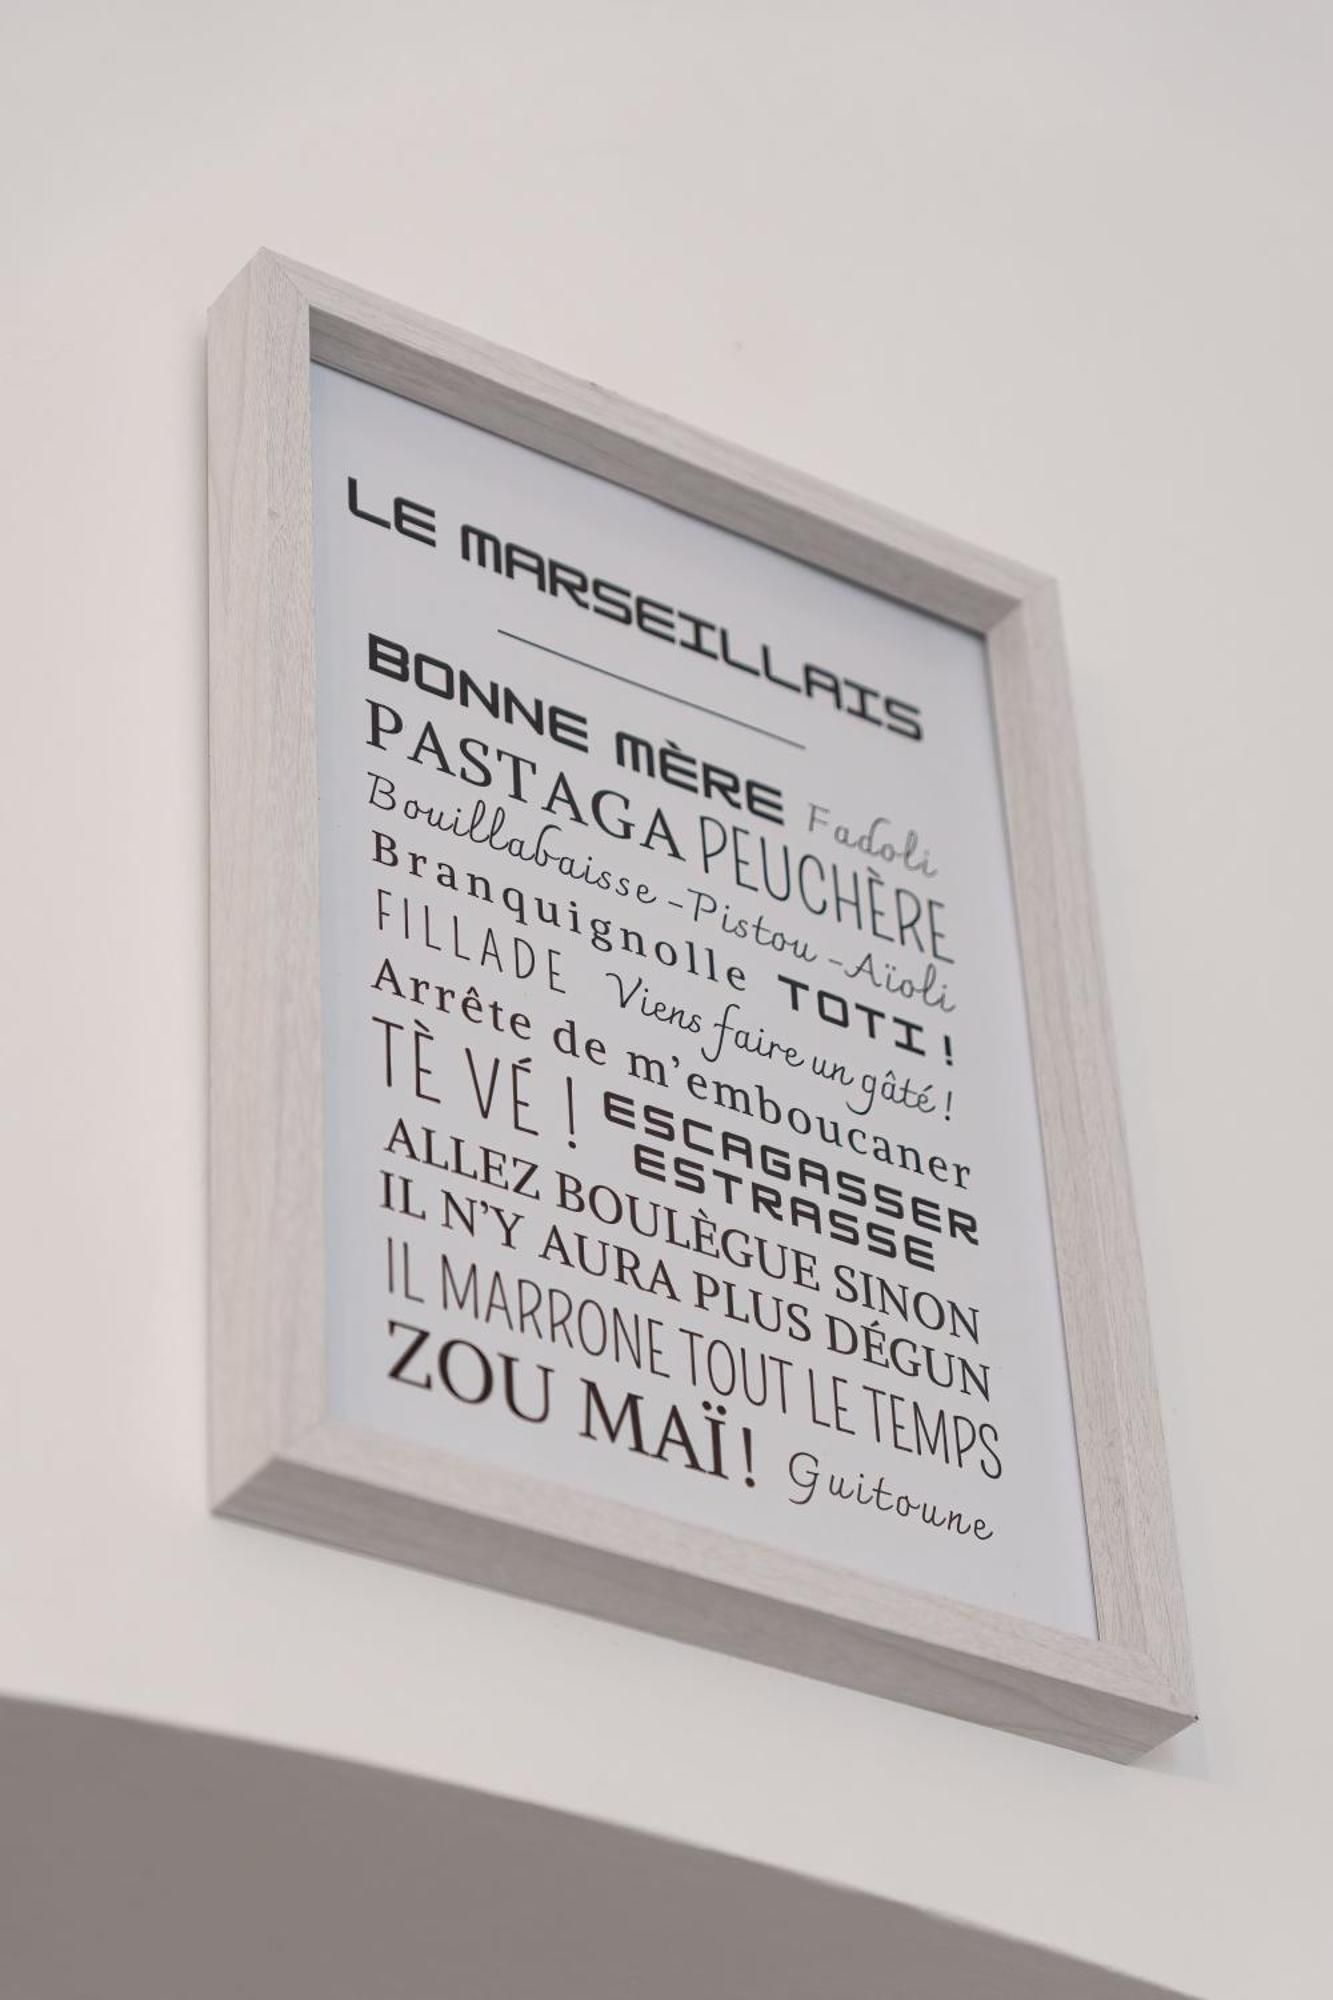 LE MARSEILLAIS
BONNE MÈRE Fadoli
PASTAGA PEUCHÈRE
Bouillabaisse - Pistou - Aïoli
Branquignolle TOTI !
FILLADE Viens faire un gâté !
Arrête de m'emboucaner
TÈ VÉ ! ESCAGASSER
ESTRASSE
ALLEZ BOULÈGUE SINON
IL N'Y AURA PLUS DÉGUN
IL MARRONE TOUT LE TEMPS
ZOU MAÏ ! Guitoune